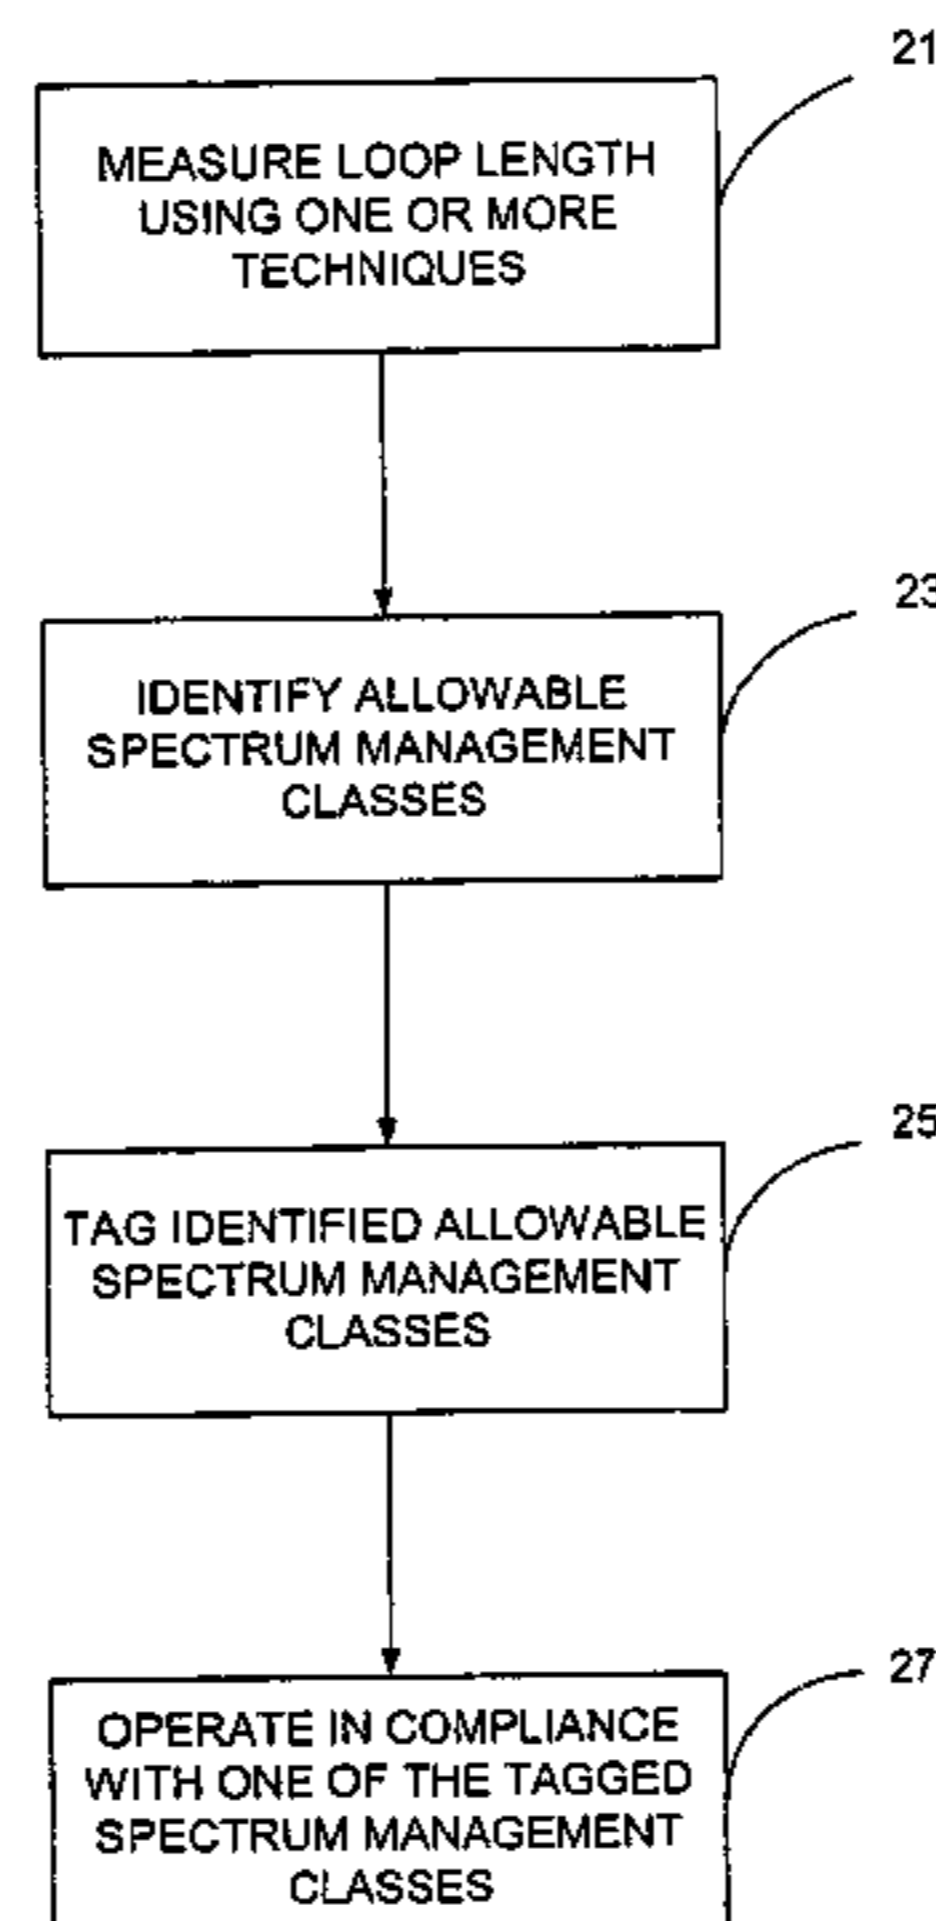 21
MEASURE LOOP LENGTH
USING ONE OR MORE
TECHNIQUES
23
IDENTIFY ALLOWABLE
SPECTRUM MANAGEMENT
CLASSES
25
TAG IDENTIFIED ALLOWABLE
SPECTRUM MANAGEMENT
CLASSES
27
OPERATE IN COMPLIANCE
WITH ONE OF THE TAGGED
SPECTRUM MANAGEMENT
CLASSES